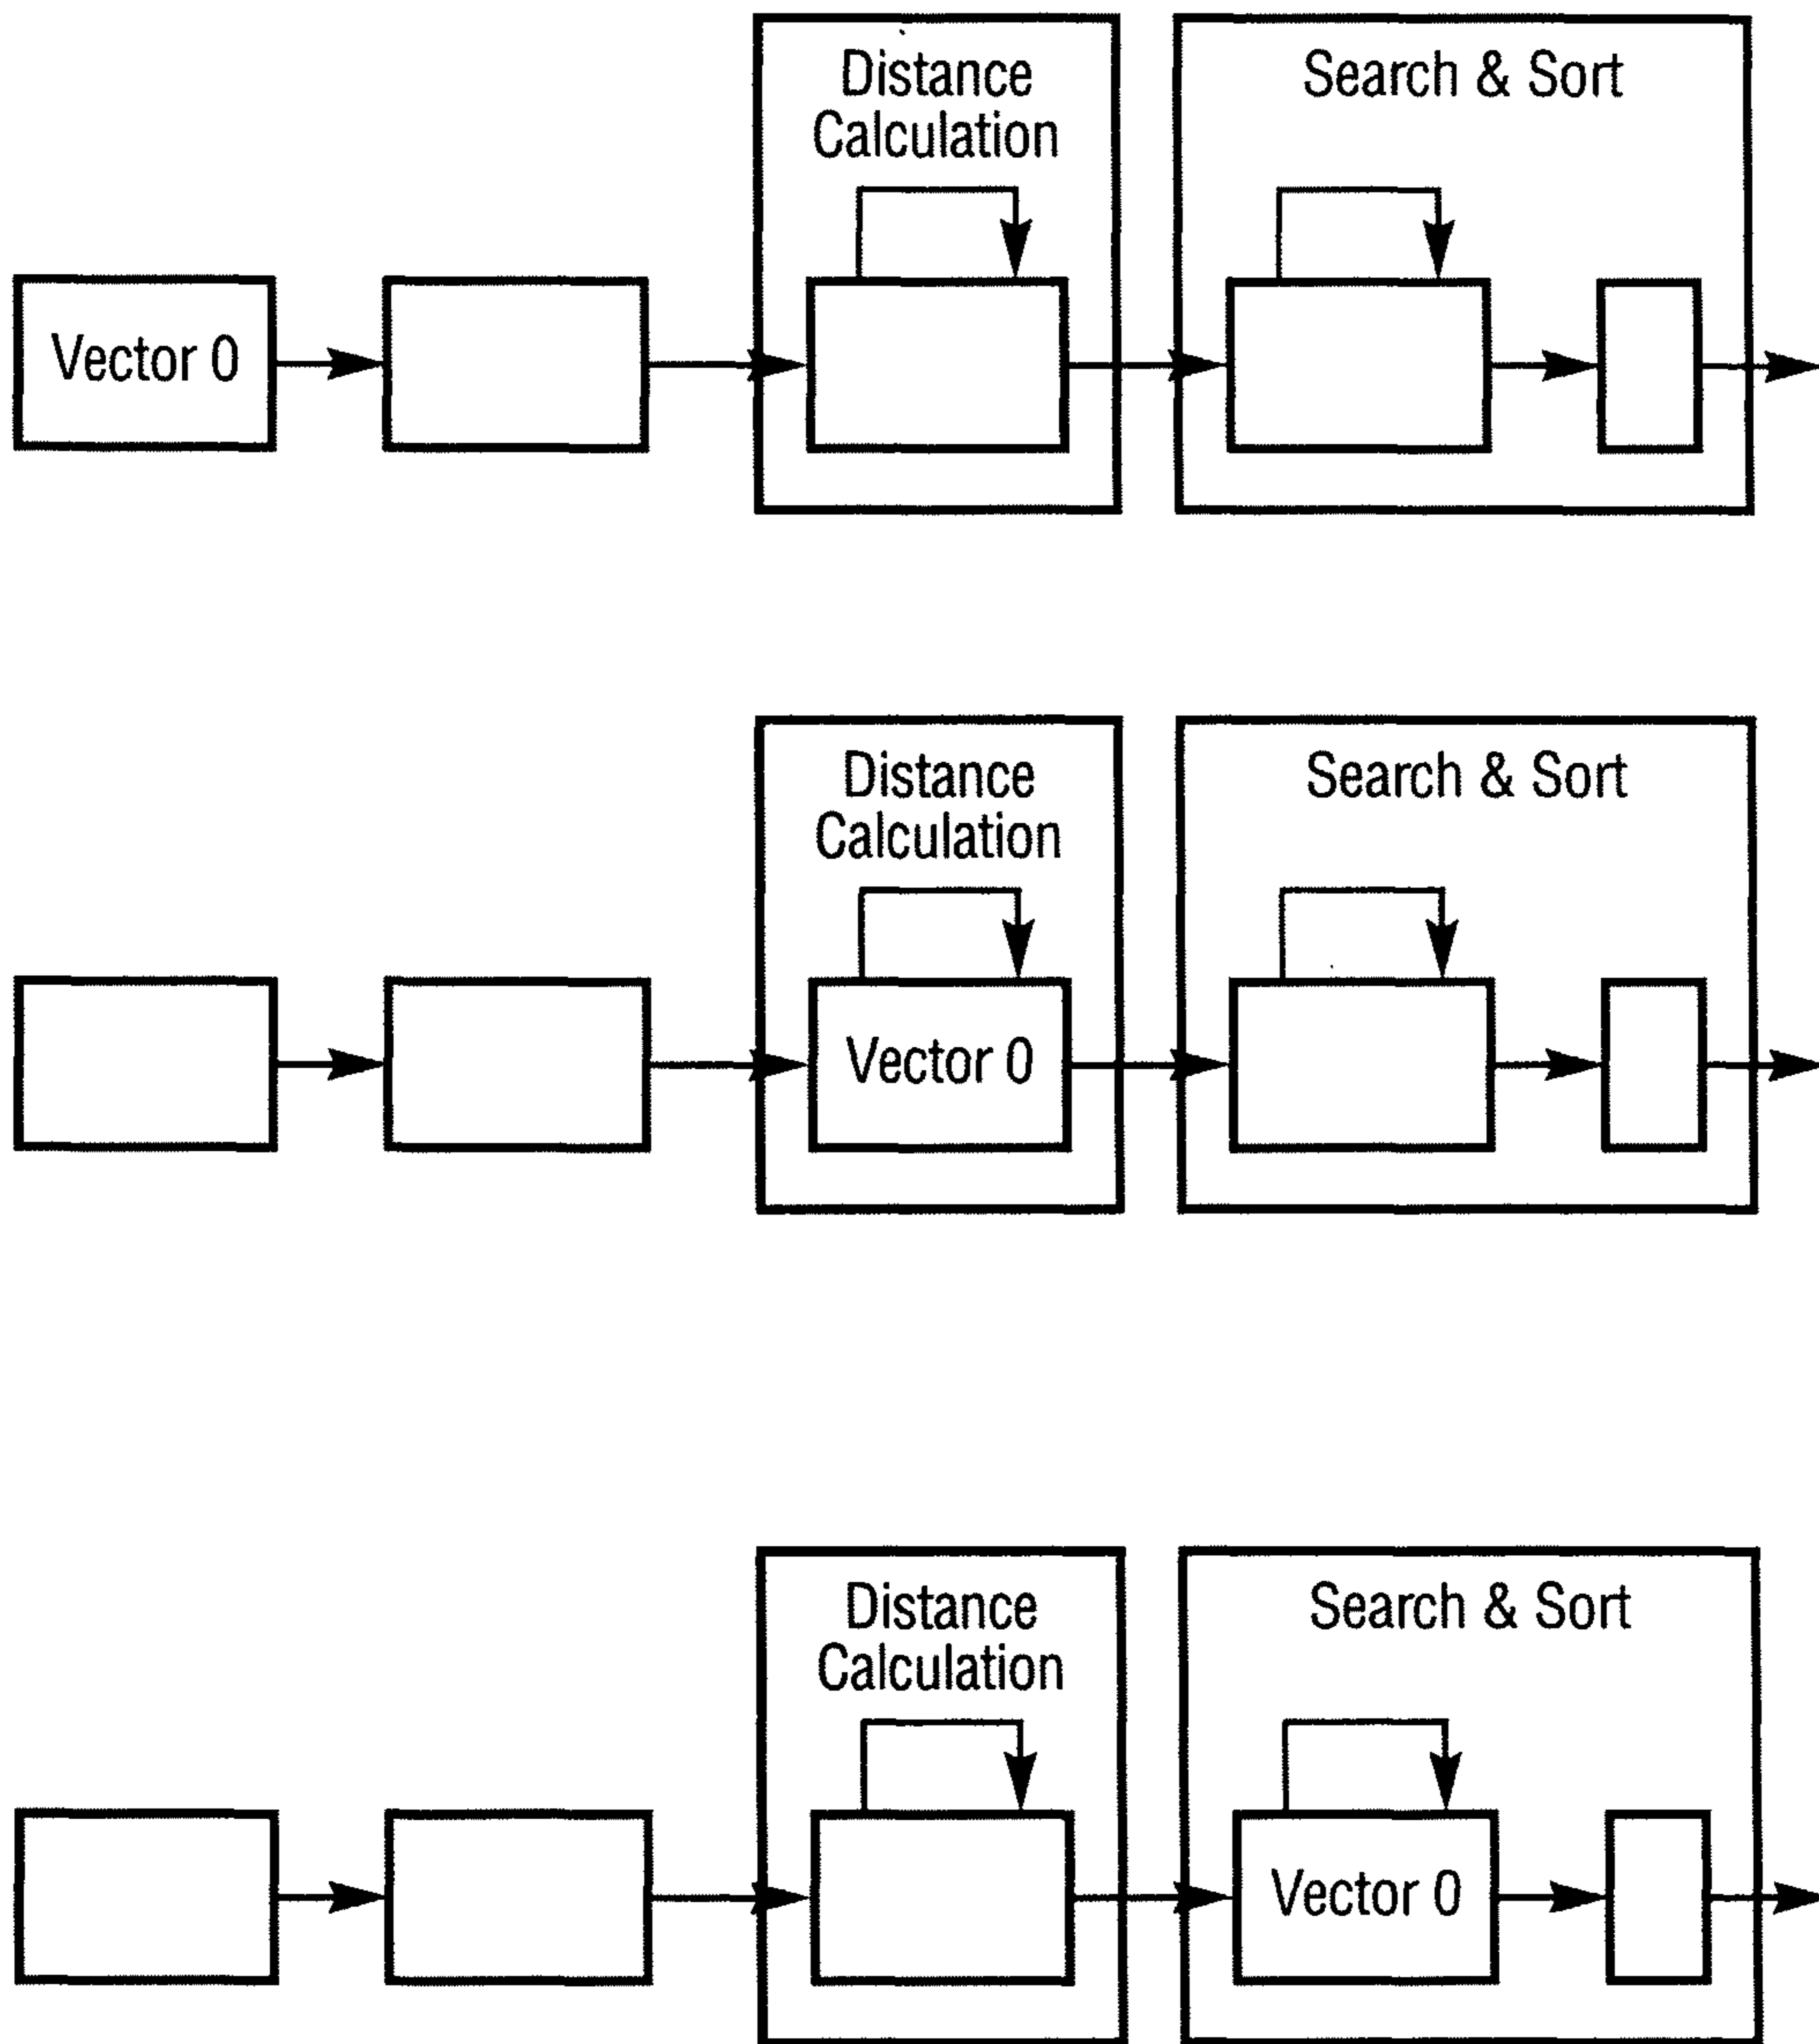 Distance
Calculation
Search & Sort
Vector 0
Distance
Calculation
Search & Sort
Vector 0
Distance
Calculation
Search & Sort
Vector 0